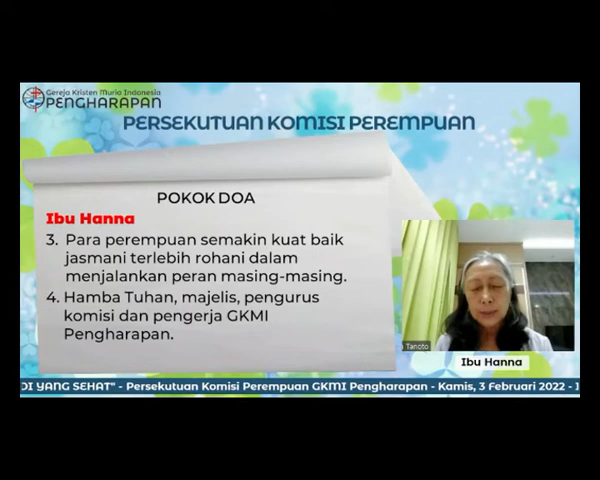 Gereja Kristen Muria Indonesia
PENGHARAPAN
PERSEKUTUAN KOMISI PEREMPUAN
POKOK DOA
Ibu Hanna
3. Para perempuan semakin kuat baik
jasmani terlebih rohani dalam
menjalankan peran masing-masing.
4. Hamba Tuhan, majelis, pengurus
komisi dan pengerja GKMI
Pengharapan.
Tanoto
Ibu Hanna
DI YANG SEHAT" - Persekutuan Komisi Perempuan GKMI Pengharapan - Kamis, 3 Februari 2022 -